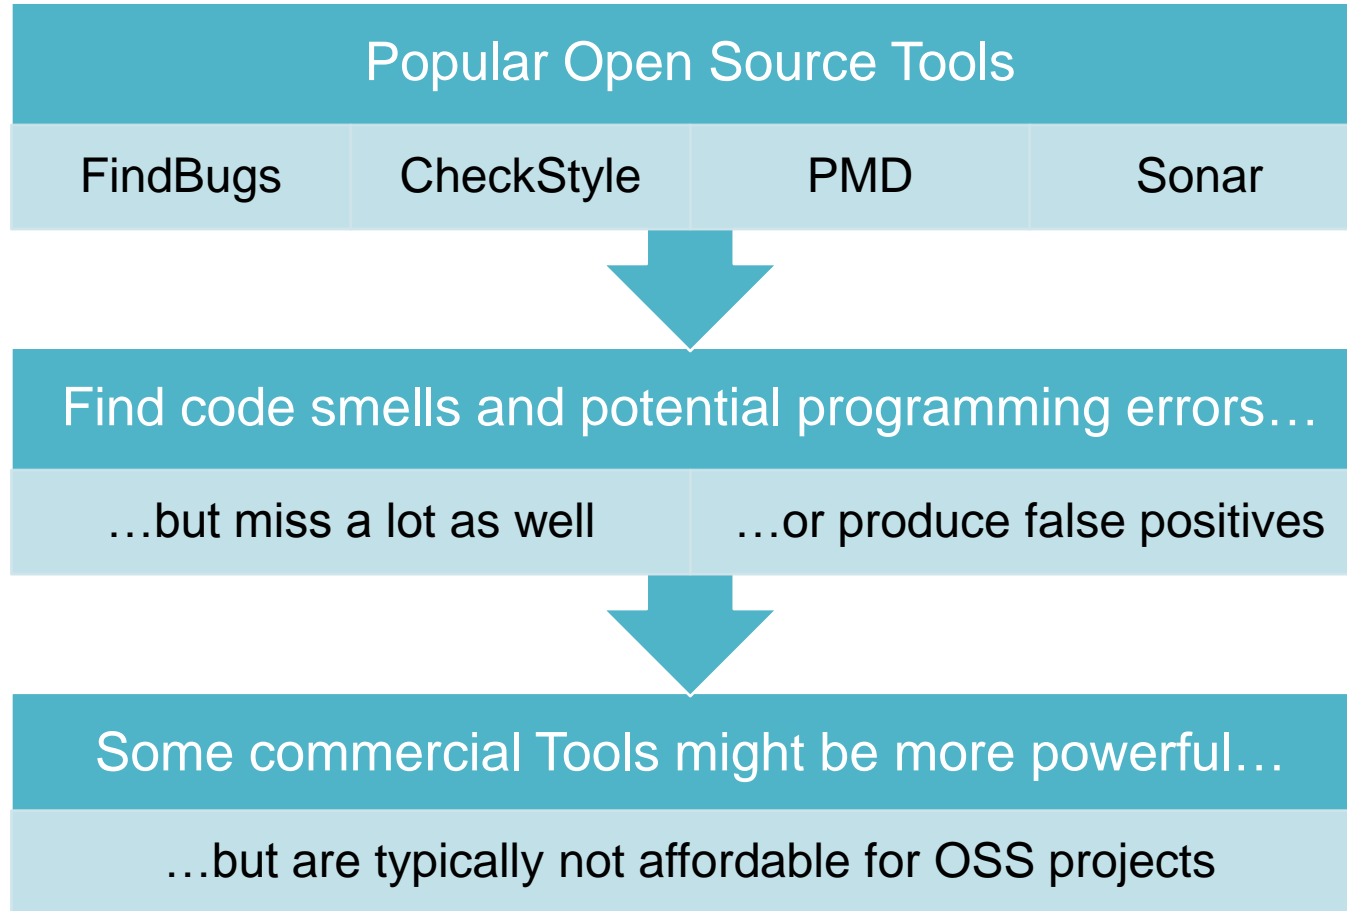 Popular Open Source Tools
FindBugs
CheckStyle
PMD
Sonar
Find code smells and potential programming errors…
…but miss a lot as well
…or produce false positives
Some commercial Tools might be more powerful…
…but are typically not affordable for OSS projects